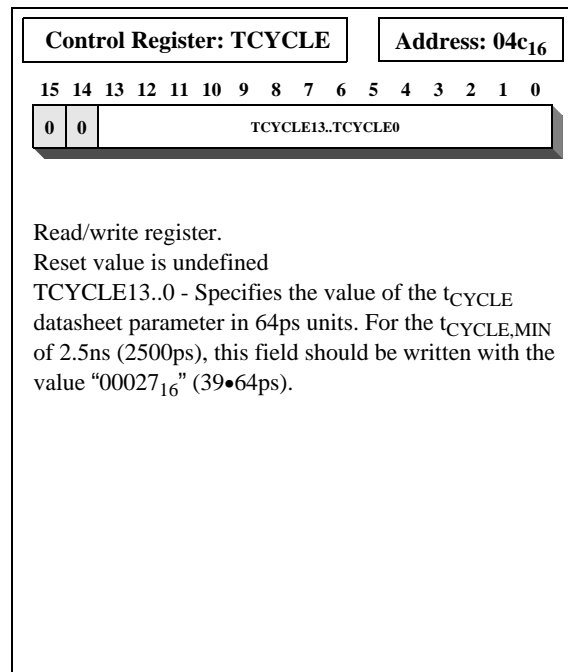 Control Register: TCYCLE Address: 04c₁₆
15 14 13 12 11 10 9 8 7 6 5 4 3 2 1 0
0 0 TCYCLE13..TCYCLE0
Read/write register.
Reset value is undefined
TCYCLE13..0 - Specifies the value of the tCYCLE
datasheet parameter in 64ps units. For the tCYCLE,MIN
of 2.5ns (2500ps), this field should be written with the
value “00027₁₆” (39•64ps).